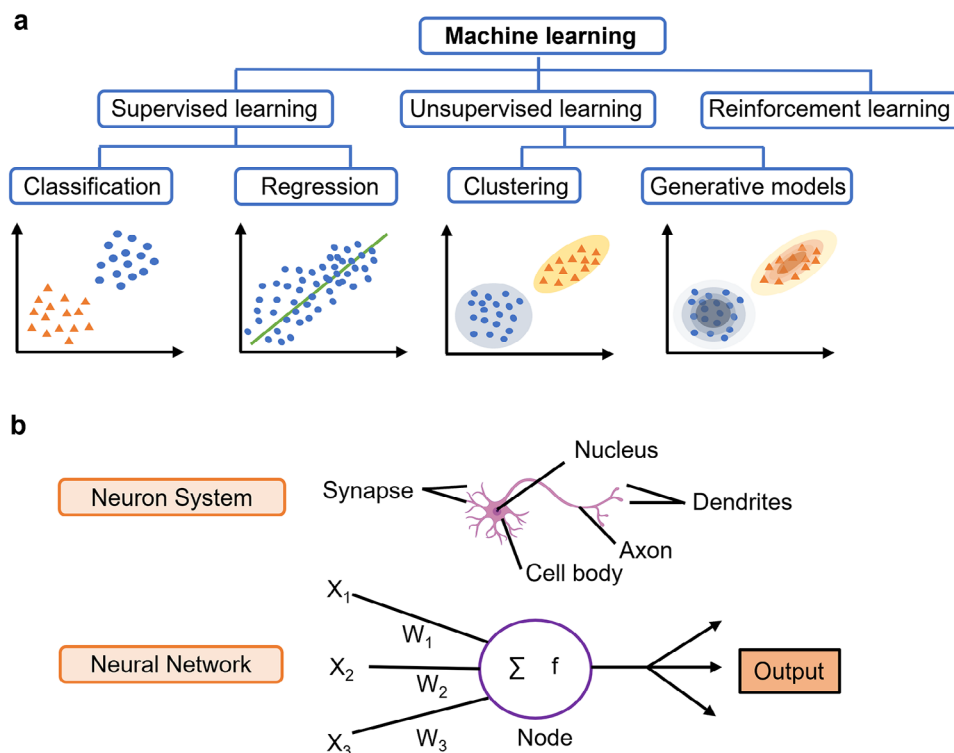 a
Machine learning
Supervised learning
Unsupervised learning
Reinforcement learning
Classification
Regression
Clustering
Generative models
b
Neuron System
Synapse
Nucleus
Dendrites
Axon
Cell body
Neural Network
X1
W1
X2
W2
X3
W3
Σ f
Node
Output